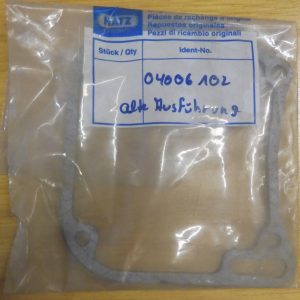 HATZ
Pièces de rechange d'origine
Repuestos originales
Pezzi di ricambio originali
Stück / Qty
Ident-No.
04006102
alte Ausführung